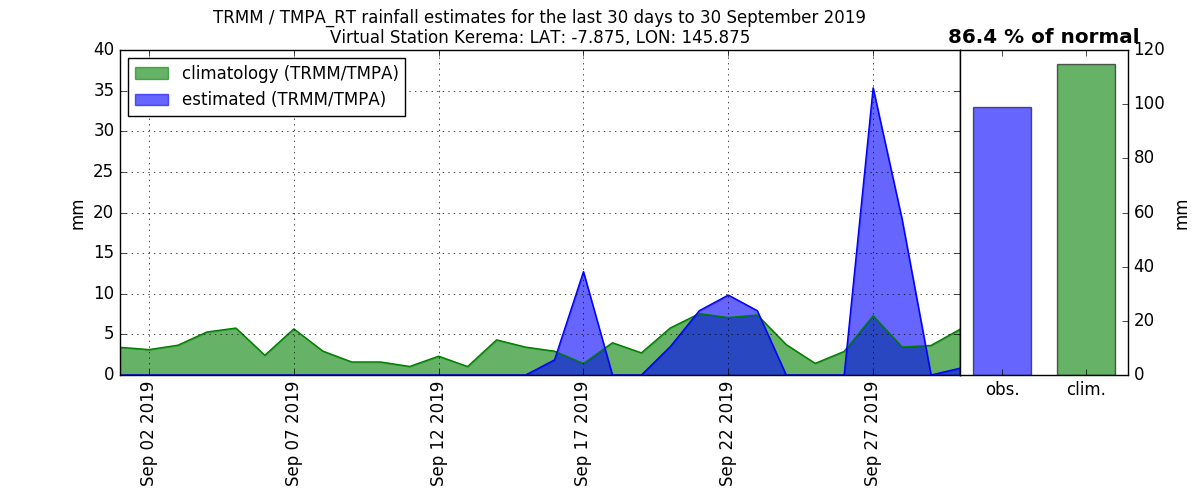 TRMM / TMPA_RT rainfall estimates for the last 30 days to 30 September 2019
Virtual Station Kerema: LAT: -7.875, LON: 145.875
86.4 % of normal
climatology (TRMM/TMPA)
estimated (TRMM/TMPA)
mm
40
35
30
25
20
15
10
5
0
Sep 02 2019
Sep 07 2019
Sep 12 2019
Sep 17 2019
Sep 22 2019
Sep 27 2019
obs.
clim.
120
100
80
60
40
20
0
mm